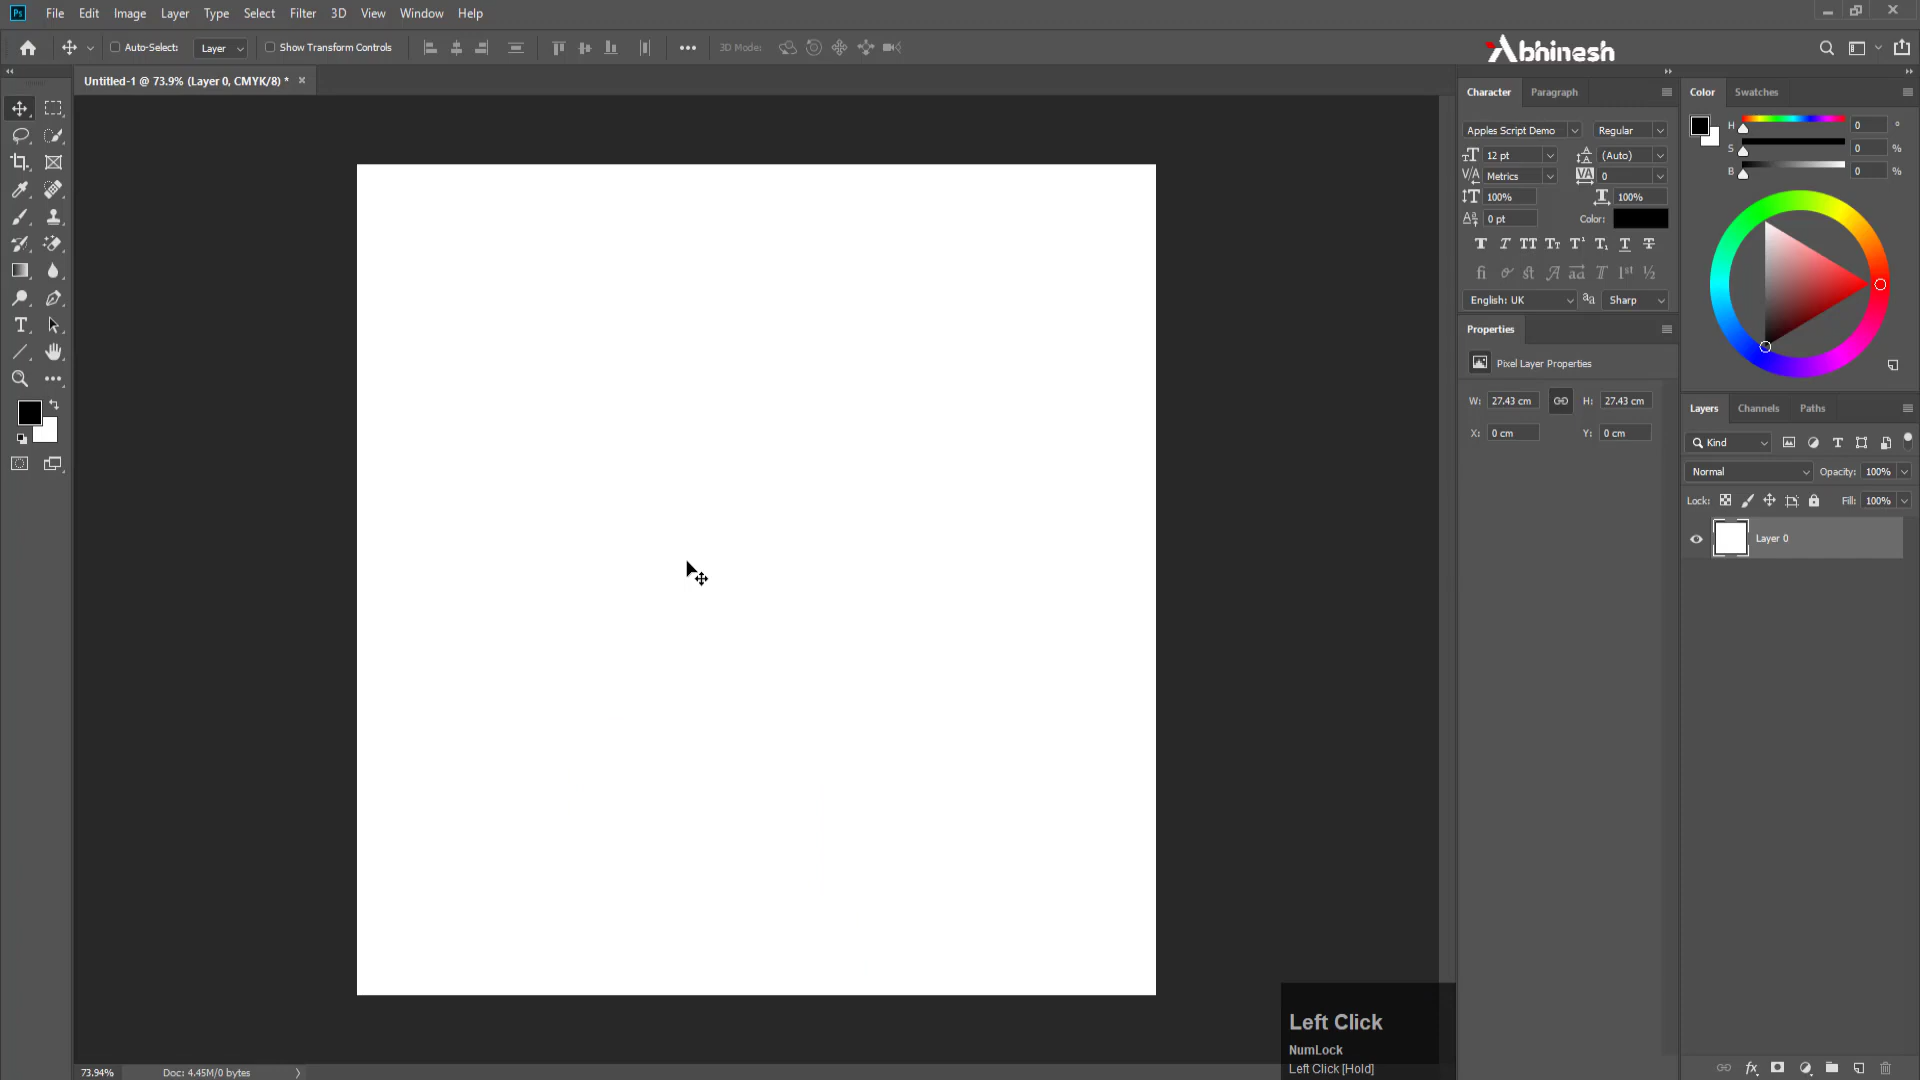 Ps File Edit Image Layer Type Select Filter 3D View Window Help
Auto-Select: Layer Show Transform Controls 3D Mode:
Abhinesh
Untitled-1 @ 73.9% (Layer 0, CMYK/8) *
Character Paragraph
Apples Script Demo Regular
12 pt (Auto)
Metrics 0
100% 100%
0 pt Color:
English: UK Sharp
Properties
Pixel Layer Properties
W: 27.43 cm H: 27.43 cm
X: 0 cm Y: 0 cm
Color Swatches
H 0 °
S 0 %
B 0 %
Layers Channels Paths
Kind
Normal Opacity: 100%
Lock: Fill: 100%
Layer 0
Left Click
NumLock
Left Click [Hold]
73.94% Doc: 4.45M/0 bytes